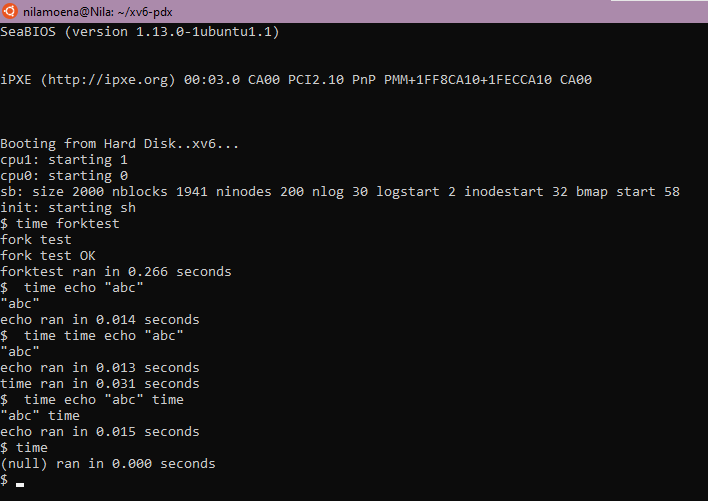 nilamoena@Nila: ~/xv6-pdx
SeaBIOS (version 1.13.0-1ubuntu1.1)
iPXE (http://ipxe.org) 00:03.0 CA00 PCI2.10 PnP PMM+1FF8CA10+1FECCA10 CA00
Booting from Hard Disk..xv6...
cpu1: starting 1
cpu0: starting 0
sb: size 2000 nblocks 1941 ninodes 200 nlog 30 logstart 2 inodestart 32 bmap start 58
init: starting sh
$ time forktest
fork test
fork test OK
forktest ran in 0.266 seconds
$  time echo "abc"
"abc"
echo ran in 0.014 seconds
$  time time echo "abc"
"abc"
echo ran in 0.013 seconds
time ran in 0.031 seconds
$  time echo "abc" time
"abc" time
echo ran in 0.015 seconds
$ time
(null) ran in 0.000 seconds
$